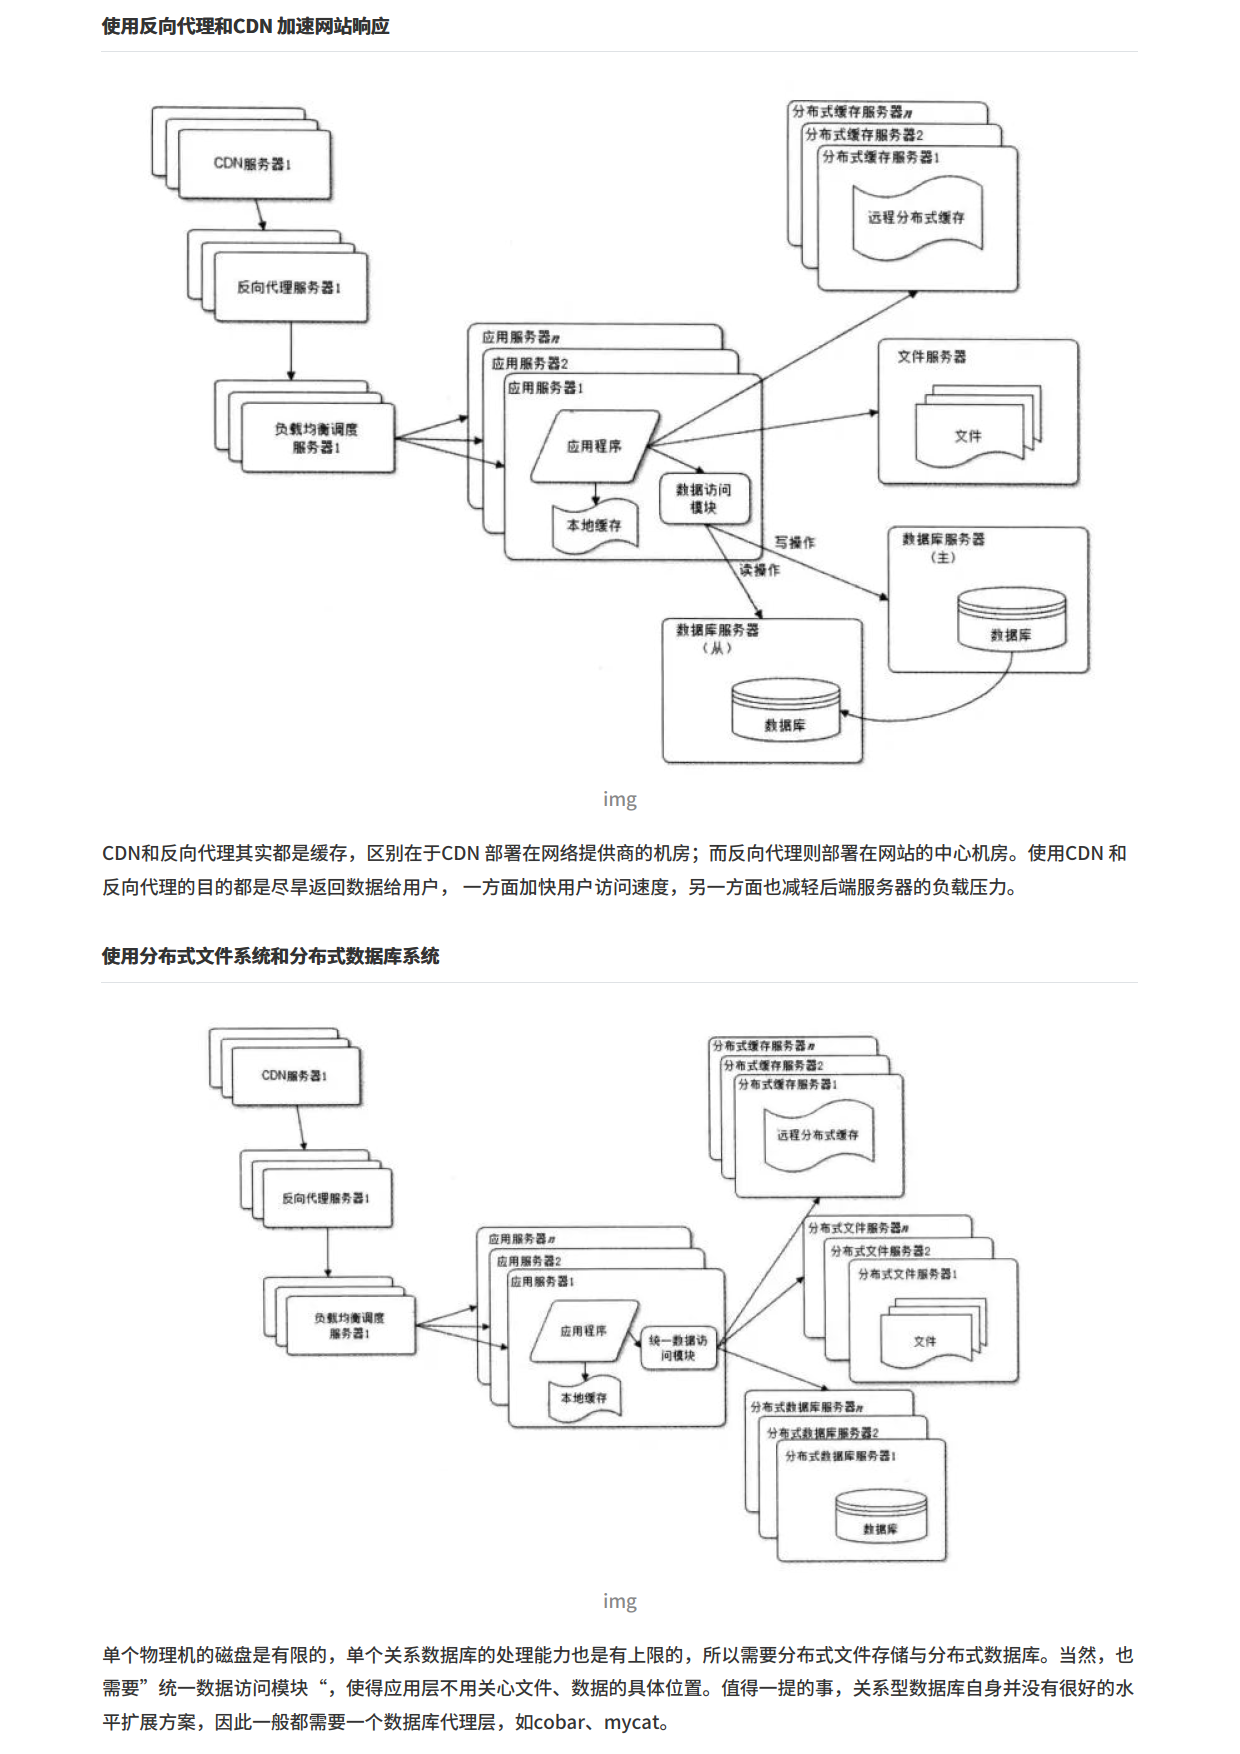 使用反向代理和CDN 加速网站晌应
分布式缓存服务器n
分布式缓存服务器2
分布式缓存服务器1
远程分布式缓存
CDN服务器1
反向代理服务器1
负载均衡调度
服务器1
应用服务器n
应用服务器2
应用服务器1
应用程序
本地缓存
数据访问
模块
文件服务器
文件
写操作
读操作
数据库服务器
（主）
数据库
数据库服务器
（从）
数据库
img
CDN和反向代理其实都是缓存，区别在于CDN 部署在网络提供商的机房；而反向代理则部署在网站的中心机房。使用CDN 和
反向代理的目的都是尽旱返回数据给用户， 一方面加快用户访问速度，另一方面也减轻后端服务器的负载压力。
使用分布式文件系统和分布式数据库系统
CDN服务器1
反向代理服务器1
负载均衡调度
服务器1
应用服务器n
应用服务器2
应用服务器1
应用程序
本地缓存
统一数据访
问模块
分布式缓存服务器n
分布式缓存服务器2
分布式缓存服务器1
远程分布式缓存
分布式文件服务器n
分布式文件服务器2
分布式文件服务器1
文件
分布式数据库服务器n
分布式数据库服务器2
分布式数据库服务器1
数据库
img
单个物理机的磁盘是有限的，单个关系数据库的处理能力也是有上限的，所以需要分布式文件存储与分布式数据库。当然，也
需要”统一数据访问模块“，使得应用层不用关心文件、数据的具体位置。值得一提的事，关系型数据库自身并没有很好的水
平扩展方案，因此一般都需要一个数据库代理层，如cobar、mycat。